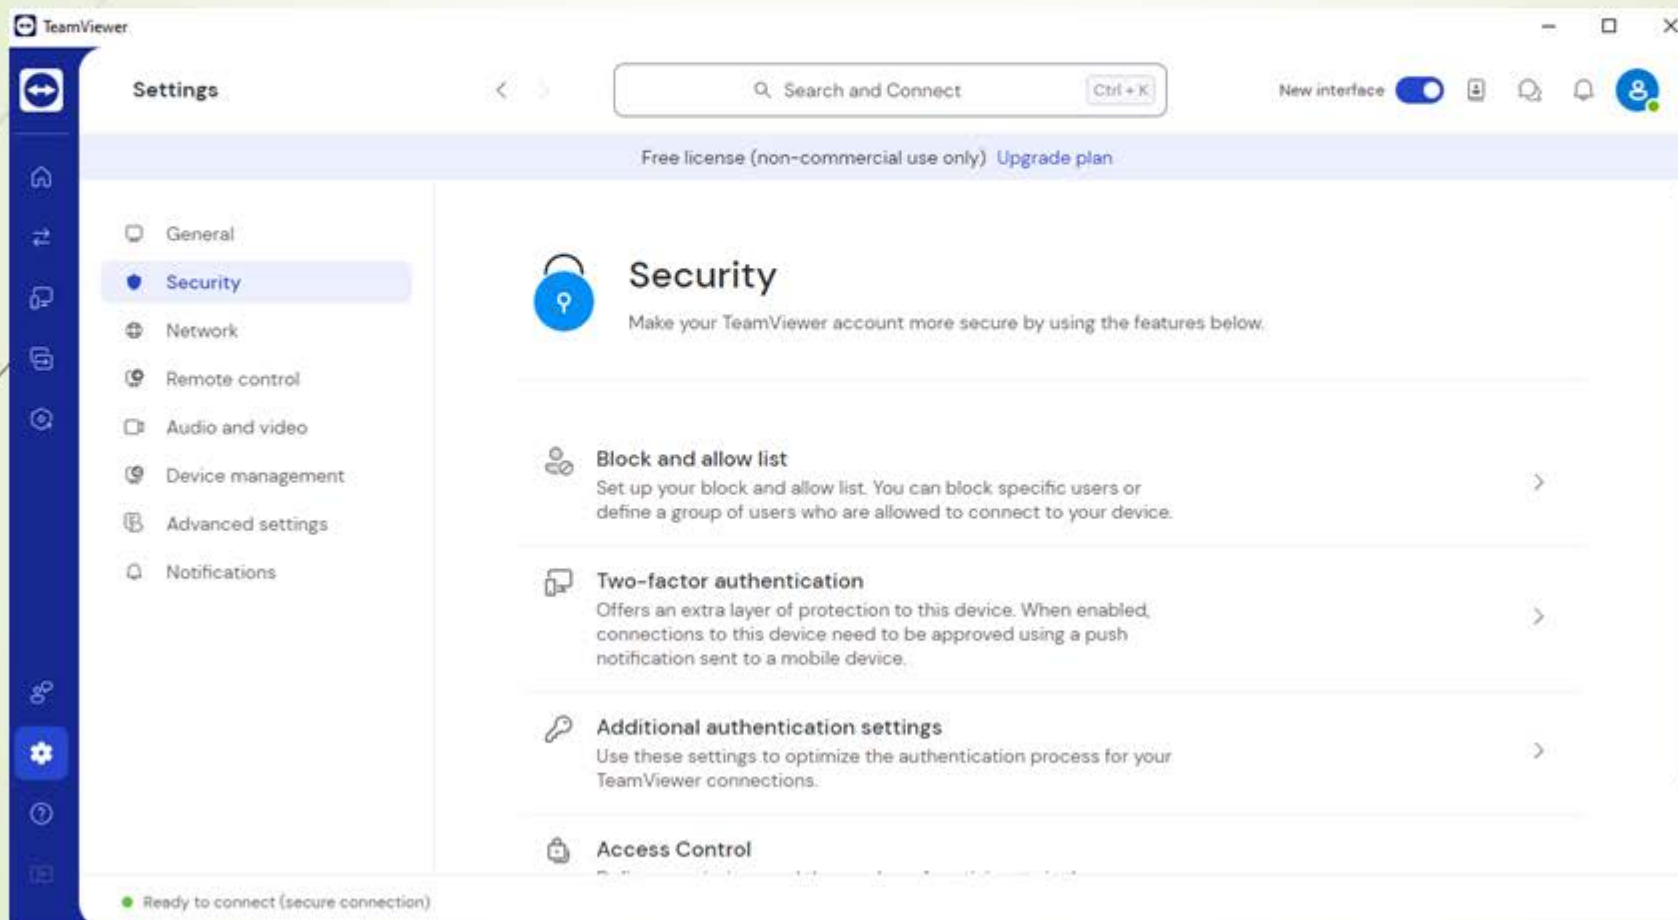 TeamViewer
Settings
Search and Connect
Ctrl + K
New interface
Free license (non-commercial use only) Upgrade plan
General
Security
Network
Remote control
Audio and video
Device management
Advanced settings
Notifications
Security
Make your TeamViewer account more secure by using the features below.
Block and allow list
Set up your block and allow list. You can block specific users or
define a group of users who are allowed to connect to your device.
Two-factor authentication
Offers an extra layer of protection to this device. When enabled,
connections to this device need to be approved using a push
notification sent to a mobile device.
Additional authentication settings
Use these settings to optimize the authentication process for your
TeamViewer connections.
Access Control
Ready to connect (secure connection)